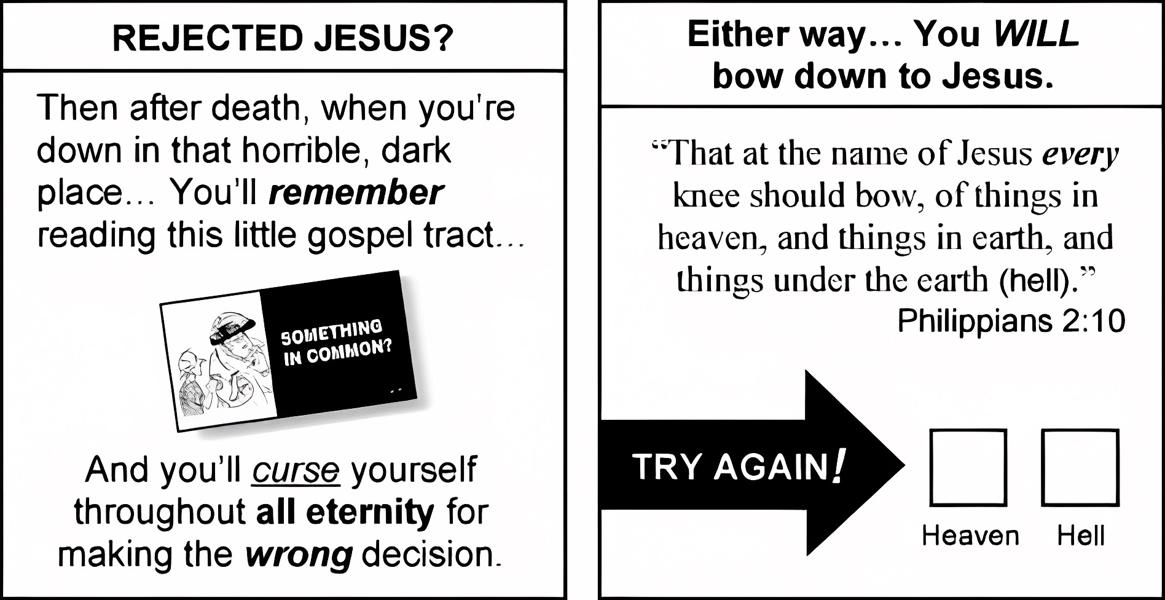 REJECTED JESUS?
Then after death, when you're
down in that horrible, dark
place... You'll remember
reading this little gospel tract...
SOMETHING
IN COMMON?
And you'll curse yourself
throughout all eternity for
making the wrong decision.
Either way... You WILL
bow down to Jesus.
“That at the name of Jesus every
knee should bow, of things in
heaven, and things in earth, and
things under the earth (hell).”
Philippians 2:10
TRY AGAIN!
Heaven Hell